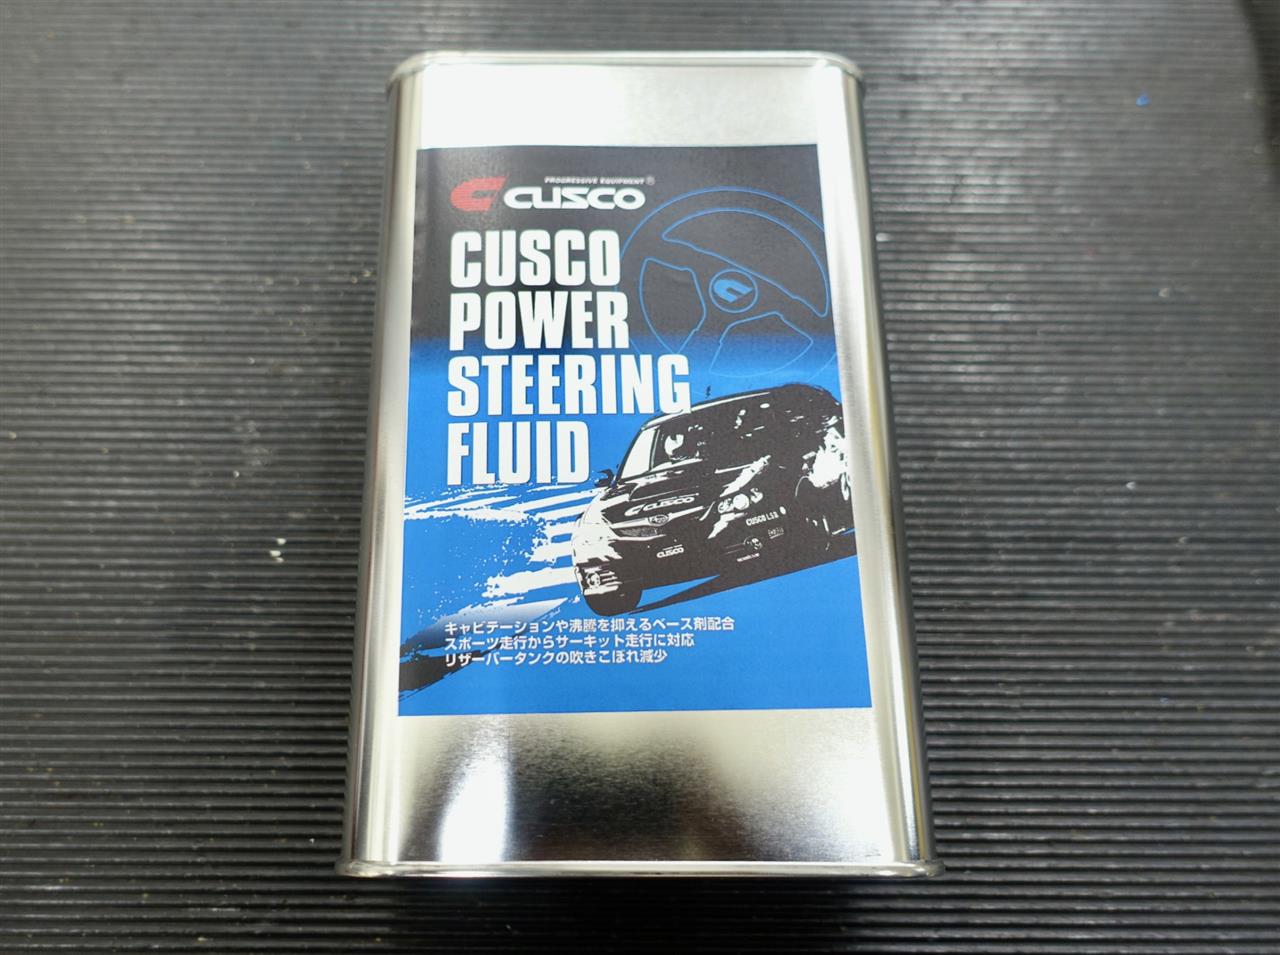 PROGRESSIVE EQUIPMENT®
CUSCO
CUSCO
POWER
STEERING
FLUID
CUSCO
CUSCO L.S.D
CUSCO
キャビテーションや沸騰を抑えるベース剤配合
スポーツ走行からサーキット走行に対応
リザーバータンクの吹きこぼれ減少